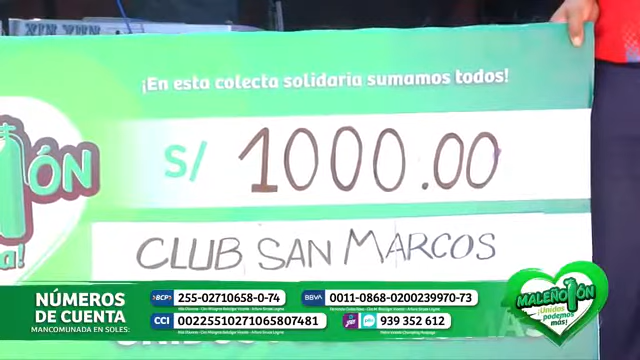 ¡En esta colecta solidaria sumamos todos!
ÓN
S/ 1000.00
CLUB SAN MARCOS
NÚMEROS
DE CUENTA
MANCOMUNADA EN SOLES:
BCP 255-02710658-0-74
BBVA 0011-0868-0200239970-73
CCI 00225510271065807481
939 352 612
MALEÑOTÓN
¡Unidos
podemos
más!